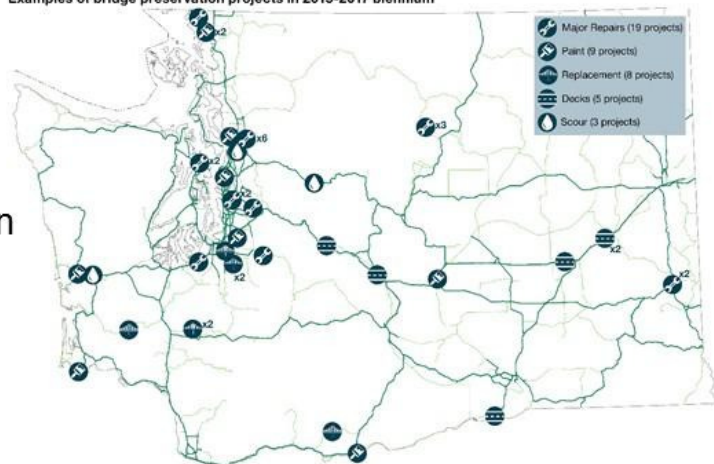 Examples of bridge preservation projects in 2015-2017 biennium
Major Repairs (19 projects)
Paint (9 projects)
Replacement (8 projects)
Decks (5 projects)
Scour (3 projects)
x2
x6
x3
x2
x2
n
x2
x2
x2
x2